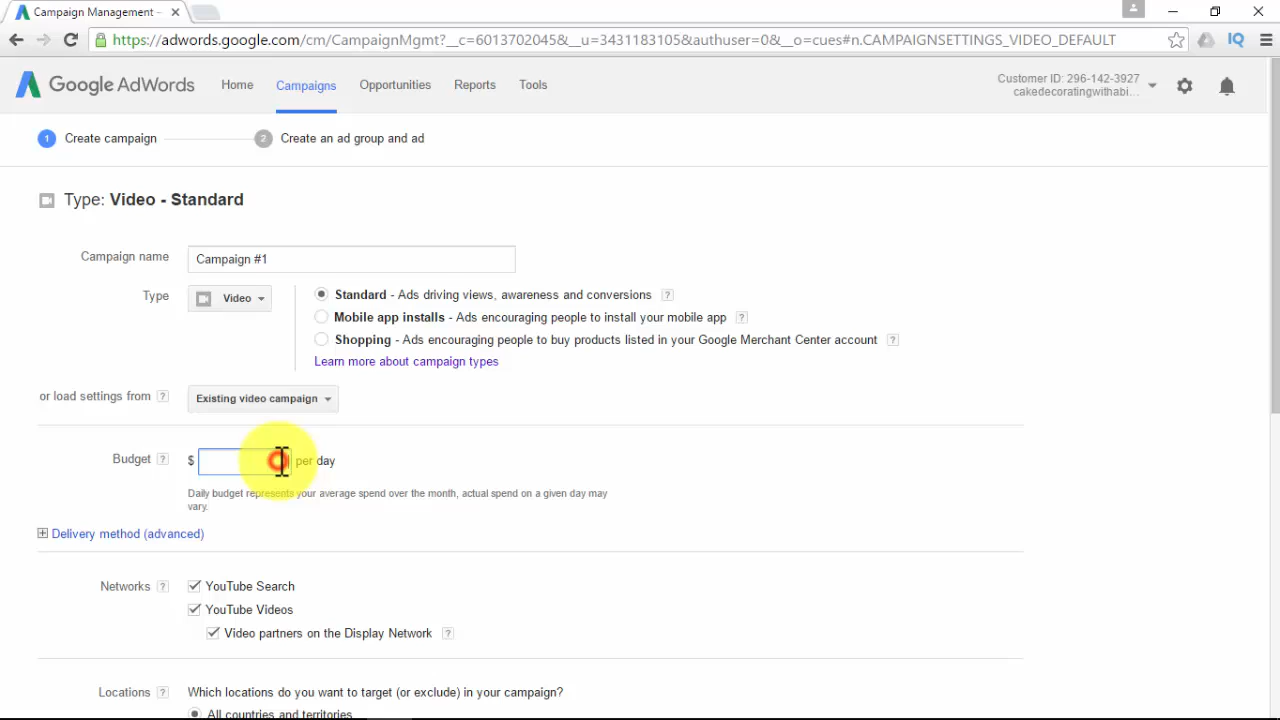 Campaign Management –
https://adwords.google.com/cm/CampaignMgmt?__c=6013702045&__u=3431183105&authuser=0&__o=cues#n.CAMPAIGNSETTINGS_VIDEO_DEFAULT
IQ
Google AdWords
Home
Campaigns
Opportunities
Reports
Tools
Customer ID: 296-142-3927
cakedecoratingwithabi...
1 Create campaign
2 Create an ad group and ad
Type: Video - Standard
Campaign name
Campaign #1
Type
Video
Standard - Ads driving views, awareness and conversions ?
Mobile app installs - Ads encouraging people to install your mobile app ?
Shopping - Ads encouraging people to buy products listed in your Google Merchant Center account ?
Learn more about campaign types
or load settings from ?
Existing video campaign
Budget ?
$ per day
Daily budget represents your average spend over the month, actual spend on a given day may
vary.
Delivery method (advanced)
Networks ?
YouTube Search
YouTube Videos
Video partners on the Display Network ?
Locations ?
Which locations do you want to target (or exclude) in your campaign?
All countries and territories